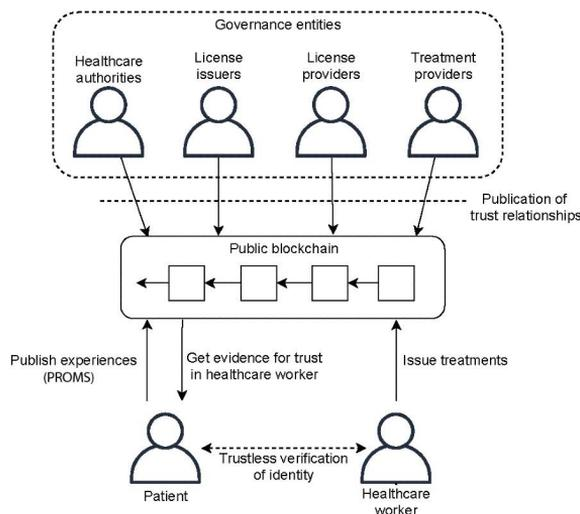 Governance entities
Healthcare
authorities
License
issuers
License
providers
Treatment
providers
Publication of
trust relationships
Public blockchain
Publish experiences
(PROMS)
Get evidence for trust
in healthcare worker
Issue treatments
Trustless verification
of identity
Patient
Healthcare
worker